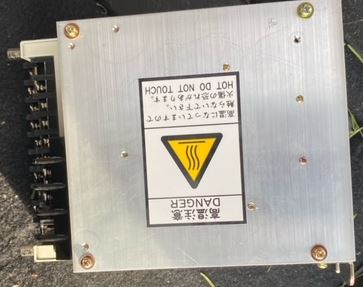 高温注意
DANGER
高温になっていますので
触らないで下さい。
火傷の恐れがあります。
HOT DO NOT TOUCH